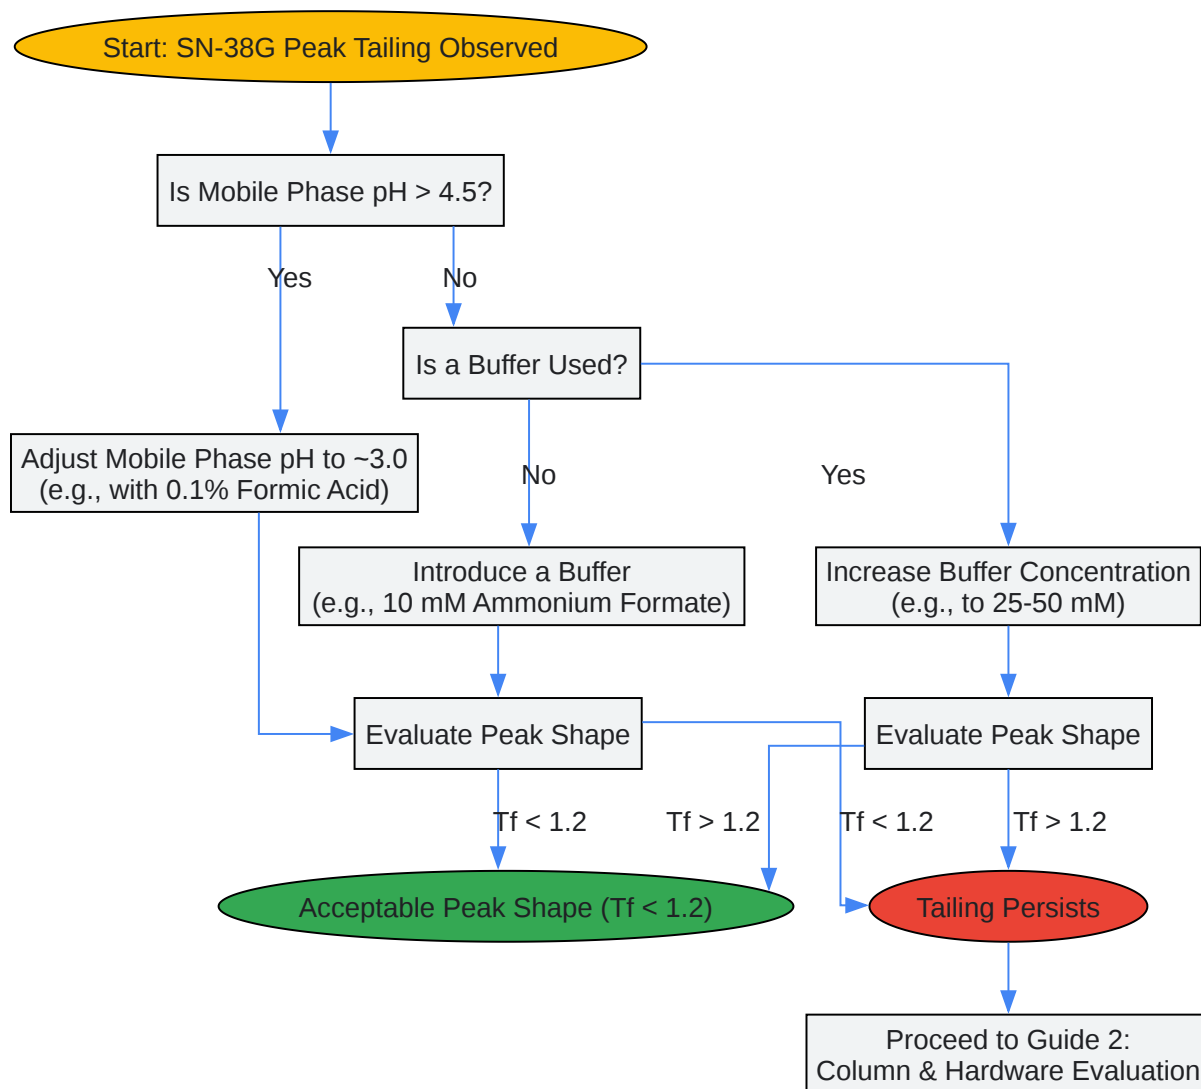 Start: SN-38G Peak Tailing Observed
Is Mobile Phase pH > 4.5?
Yes
No
Is a Buffer Used?
Adjust Mobile Phase pH to ~3.0
(e.g., with 0.1% Formic Acid)
No
Yes
Introduce a Buffer
(e.g., 10 mM Ammonium Formate)
Increase Buffer Concentration
(e.g., to 25-50 mM)
Evaluate Peak Shape
Evaluate Peak Shape
Tf < 1.2
Tf > 1.2
Tf < 1.2
Tf > 1.2
Acceptable Peak Shape (Tf < 1.2)
Tailing Persists
Proceed to Guide 2:
Column & Hardware Evaluation